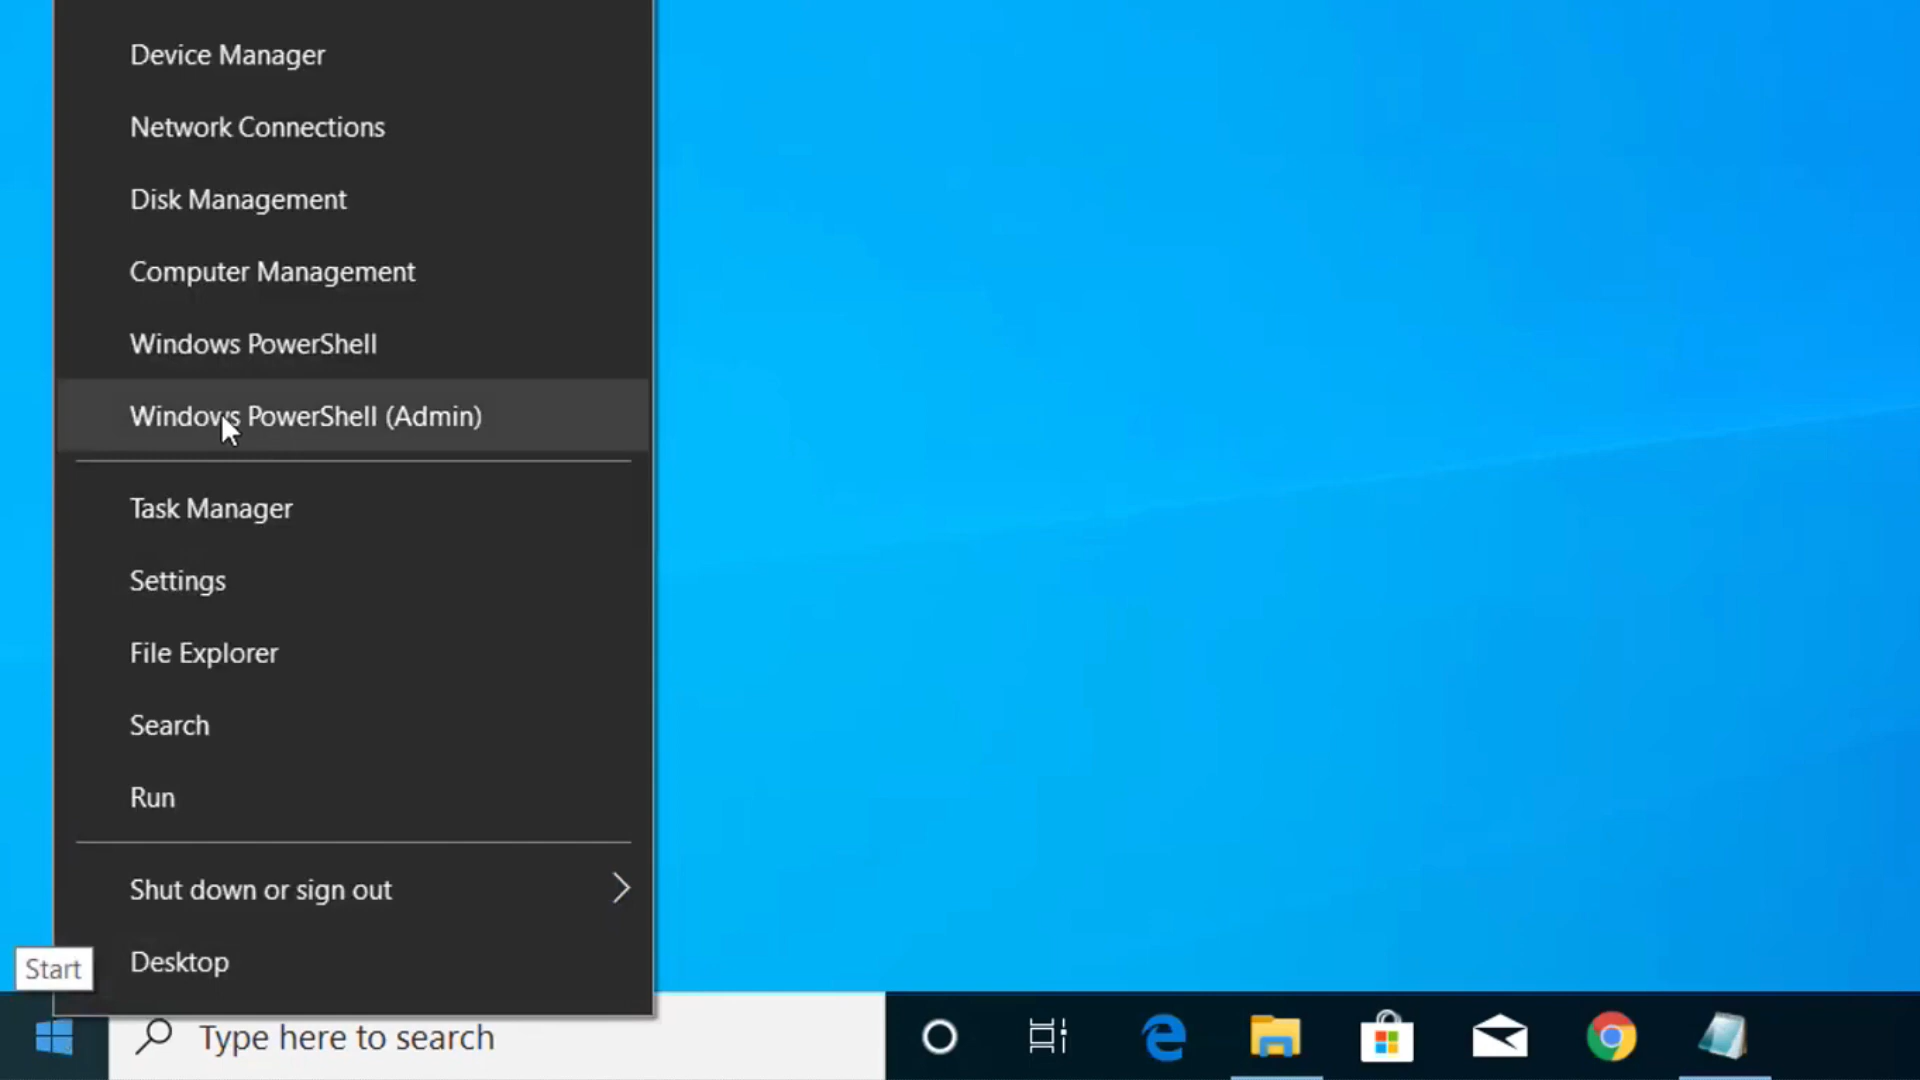 Device Manager
Network Connections
Disk Management
Computer Management
Windows PowerShell
Windows PowerShell (Admin)
Task Manager
Settings
File Explorer
Search
Run
Shut down or sign out
Desktop
Start
Type here to search